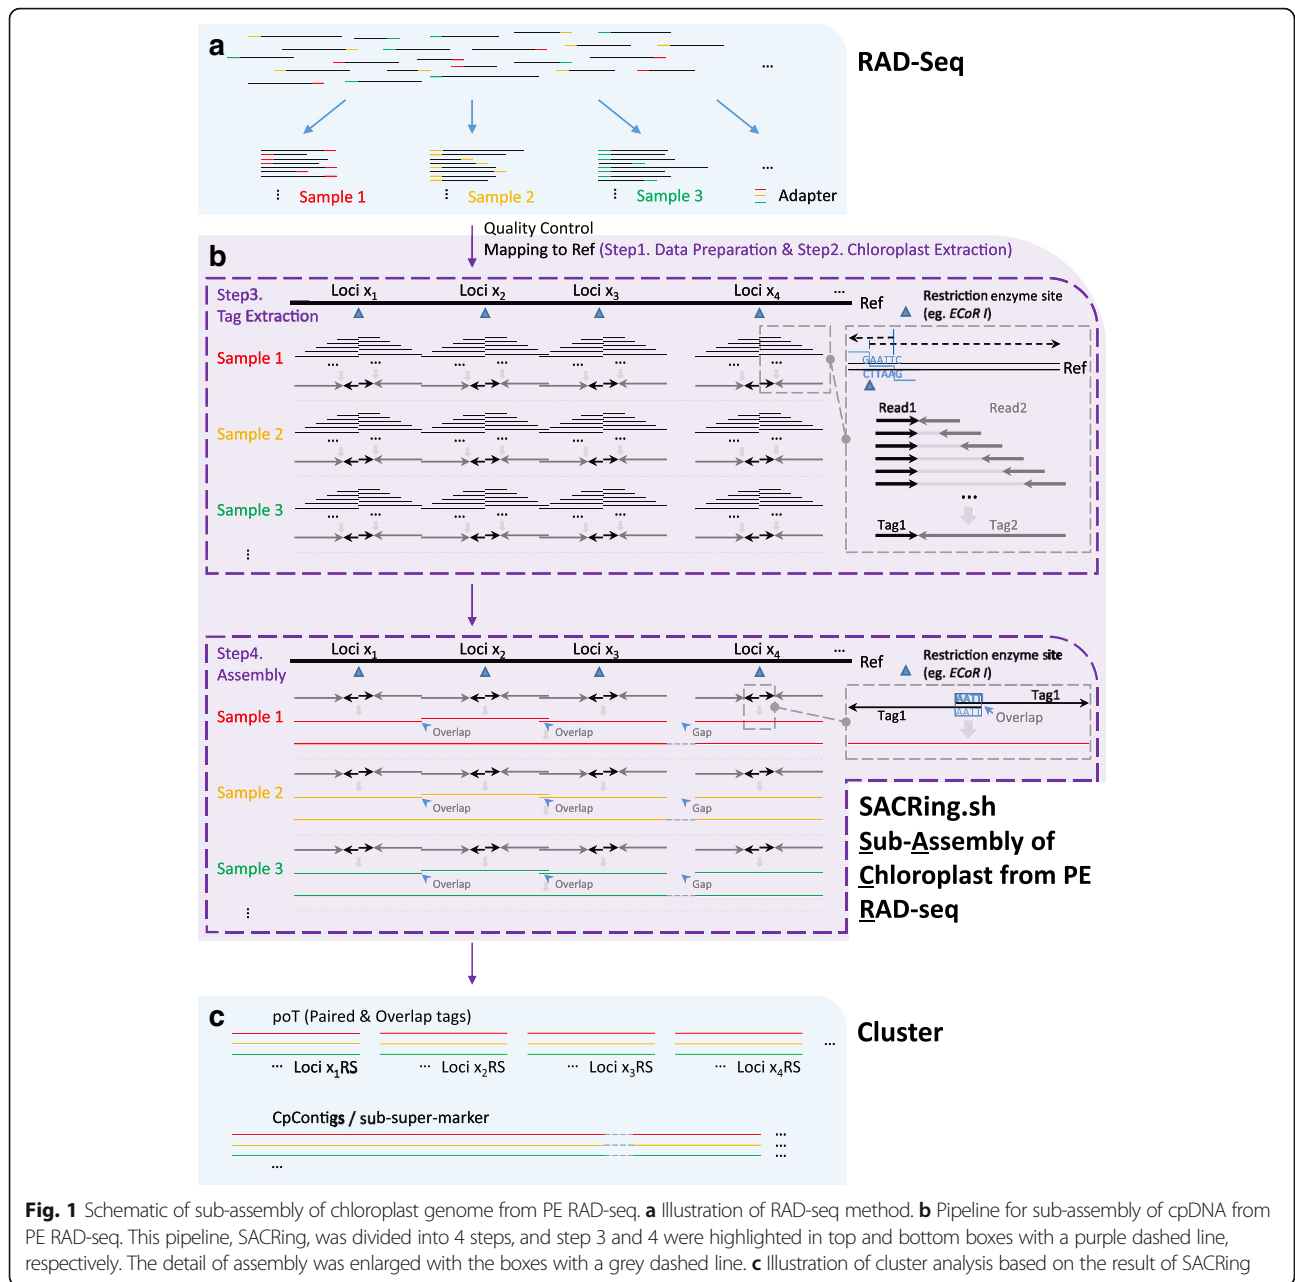 a
RAD-Seq
...
...
Sample 1
Sample 2
Sample 3
Adapter
Quality Control
Mapping to Ref (Step1. Data Preparation & Step2. Chloroplast Extraction)
b
Step3.
Tag Extraction
Loci x1
Loci x2
Loci x3
Loci x4
...
Ref
Restriction enzyme site
(eg. ECoR I)
Sample 1
Sample 2
Sample 3
GAATTC
CTTAAG
Ref
Read1
Read2
...
Tag1
Tag2
Step4.
Assembly
Loci x1
Loci x2
Loci x3
Loci x4
...
Ref
Restriction enzyme site
(eg. ECoR I)
Sample 1
Overlap
Overlap
Gap
Sample 2
Overlap
Overlap
Gap
Sample 3
Overlap
Overlap
Gap
AATT
Tag1
Tag1
AATT
Overlap
SACRing.sh
Sub-Assembly of
Chloroplast from PE
RAD-seq
c
Cluster
poT (Paired & Overlap tags)
...
... Loci x1RS
... Loci x2RS
... Loci x3RS
... Loci x4RS
CpContigs / sub-super-marker
...
...
...
...
Fig. 1 Schematic of sub-assembly of chloroplast genome from PE RAD-seq. a Illustration of RAD-seq method. b Pipeline for sub-assembly of cpDNA from
PE RAD-seq. This pipeline, SACRing, was divided into 4 steps, and step 3 and 4 were highlighted in top and bottom boxes with a purple dashed line,
respectively. The detail of assembly was enlarged with the boxes with a grey dashed line. c Illustration of cluster analysis based on the result of SACRing